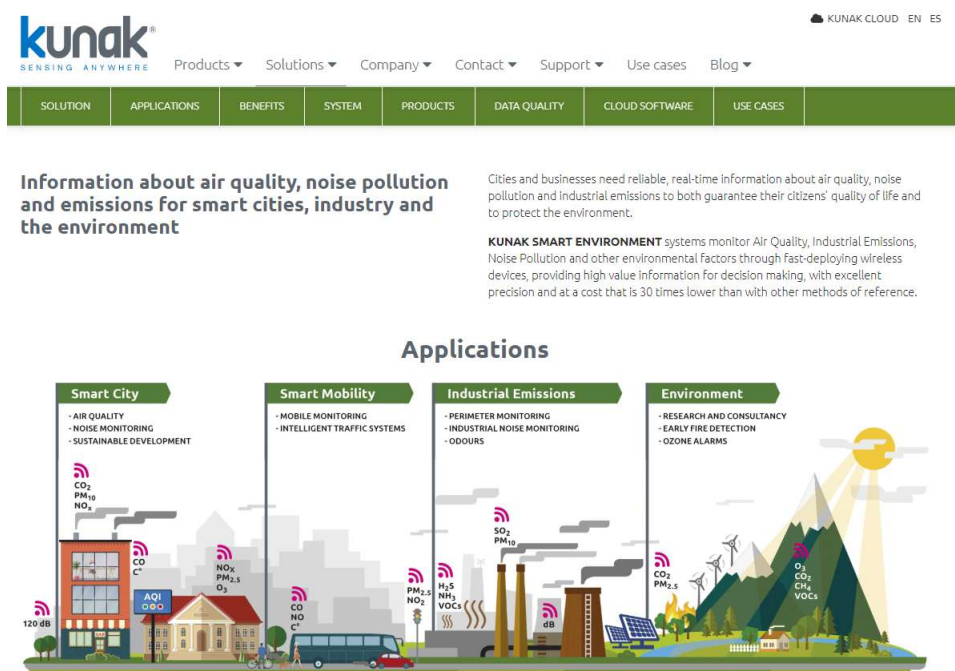 KUNAK CLOUD EN ES
kunak®
SENSING ANYWHERE
Products Solutions Company Contact Support Use cases Blog
SOLUTION APPLICATIONS BENEFITS SYSTEM PRODUCTS DATA QUALITY CLOUD SOFTWARE USE CASES
Information about air quality, noise pollution
and emissions for smart cities, industry and
the environment
Cities and businesses need reliable, real-time information about air quality, noise
pollution and industrial emissions to both guarantee their citizens' quality of life and
to protect the environment.
KUNAK SMART ENVIRONMENT systems monitor Air Quality, Industrial Emissions,
Noise Pollution and other environmental factors through fast-deploying wireless
devices, providing high value information for decision making, with excellent
precision and at a cost that is 30 times lower than with other methods of reference.
Applications
Smart City
- AIR QUALITY
- NOISE MONITORING
- SUSTAINABLE DEVELOPMENT
Smart Mobility
- MOBILE MONITORING
- INTELLIGENT TRAFFIC SYSTEMS
Industrial Emissions
- PERIMETER MONITORING
- INDUSTRIAL NOISE MONITORING
- ODOURS
Environment
- RESEARCH AND CONSULTANCY
- EARLY FIRE DETECTION
- OZONE ALARMS
CO₂
PM₁₀
NOₓ
CO
C°
NOX
PM₂.₅
O₃
AQI
120 dB
CO
NO
C°
PM₂.₅
NO₂
H₂S
NH₃
VOCs
SO₂
PM₁₀
dB
CO₂
PM₂.₅
O₃
CO₂
CH₄
VOCs